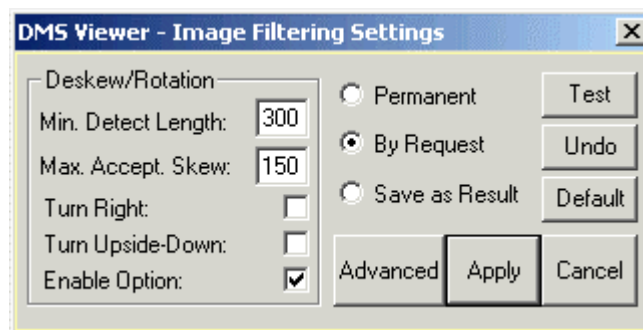 DMS Viewer - Image Filtering Settings
Deskew/Rotation
Min. Detect Length: 300
Max. Accept. Skew: 150
Turn Right:
Turn Upside-Down:
Enable Option:
Permanent
By Request
Save as Result
Test
Undo
Default
Advanced Apply Cancel